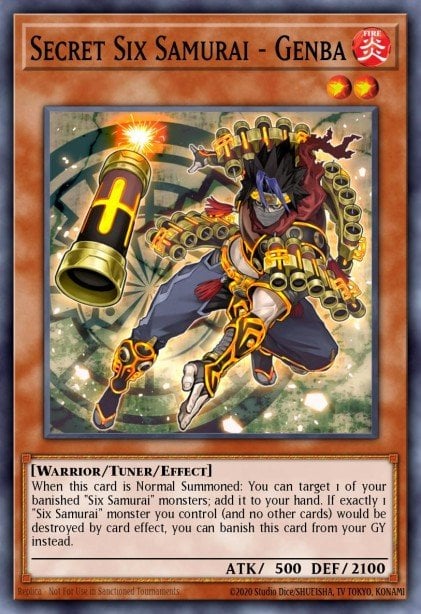 Secret Six Samurai - Genba
FIRE
炎
[Warrior/Tuner/Effect]
When this card is Normal Summoned: You can target 1 of your
banished "Six Samurai" monsters; add it to your hand. If exactly 1
"Six Samurai" monster you control (and no other cards) would be
destroyed by card effect, you can banish this card from your GY
instead.
ATK/ 500 DEF/2100
Replica - Not For Use in Sanctioned Tournaments. ©2020 Studio Dice/SHUEISHA, TV TOKYO, KONAMI